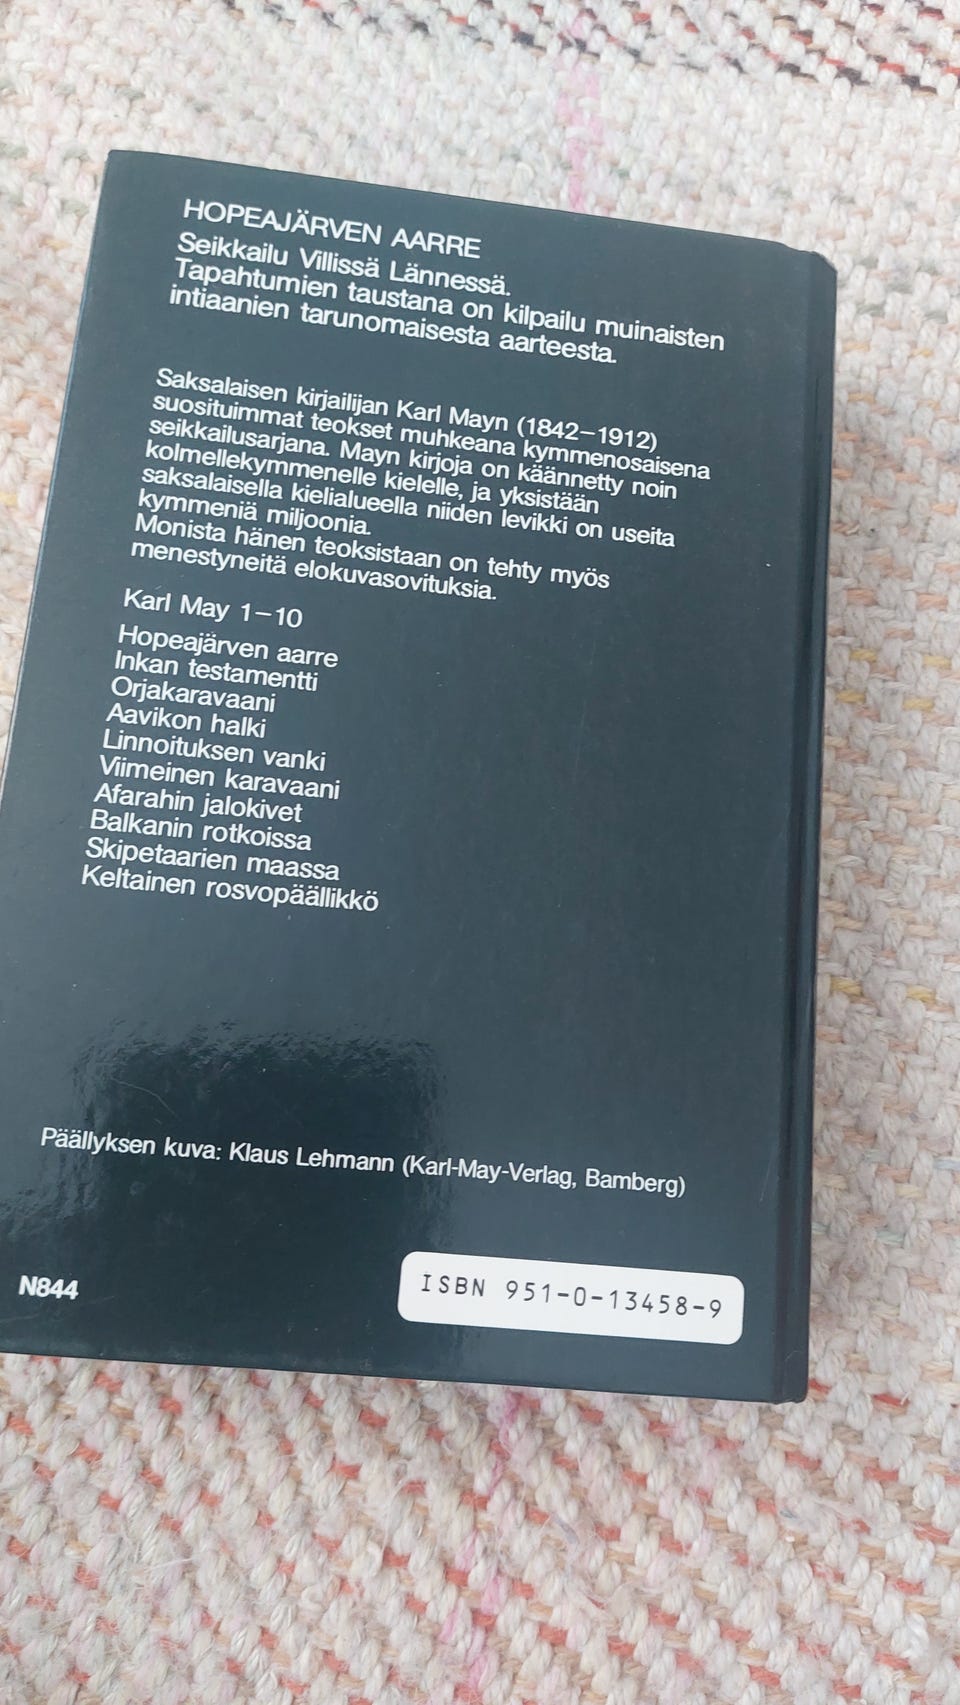 HOPEAJÄRVEN AARRE
Seikkailu Villissä Lännessä.
Tapahtumien taustana on kilpailu muinaisten
intiaanien tarunomaisesta aarteesta.
Saksalaisen kirjailijan Karl Mayn (1842–1912)
suosituimmat teokset muhkeana kymmenosaisena
seikkailusarjana. Mayn kirjoja on käännetty noin
kolmellekymmenelle kielelle, ja yksistään
saksalaisella kielialueella niiden levikki on useita
kymmeniä miljoonia.
Monista hänen teoksistaan on tehty myös
menestyneitä elokuvasovituksia.
Karl May 1–10
Hopeajärven aarre
Inkan testamentti
Orjakaravaani
Aavikon halki
Linnoituksen vanki
Viimeinen karavaani
Afarahin jalokivet
Balkanin rotkoissa
Skipetaarien maassa
Keltainen rosvopäällikkö
Päällyksen kuva: Klaus Lehmann (Karl-May-Verlag, Bamberg)
N844
ISBN 951-0-13458-9